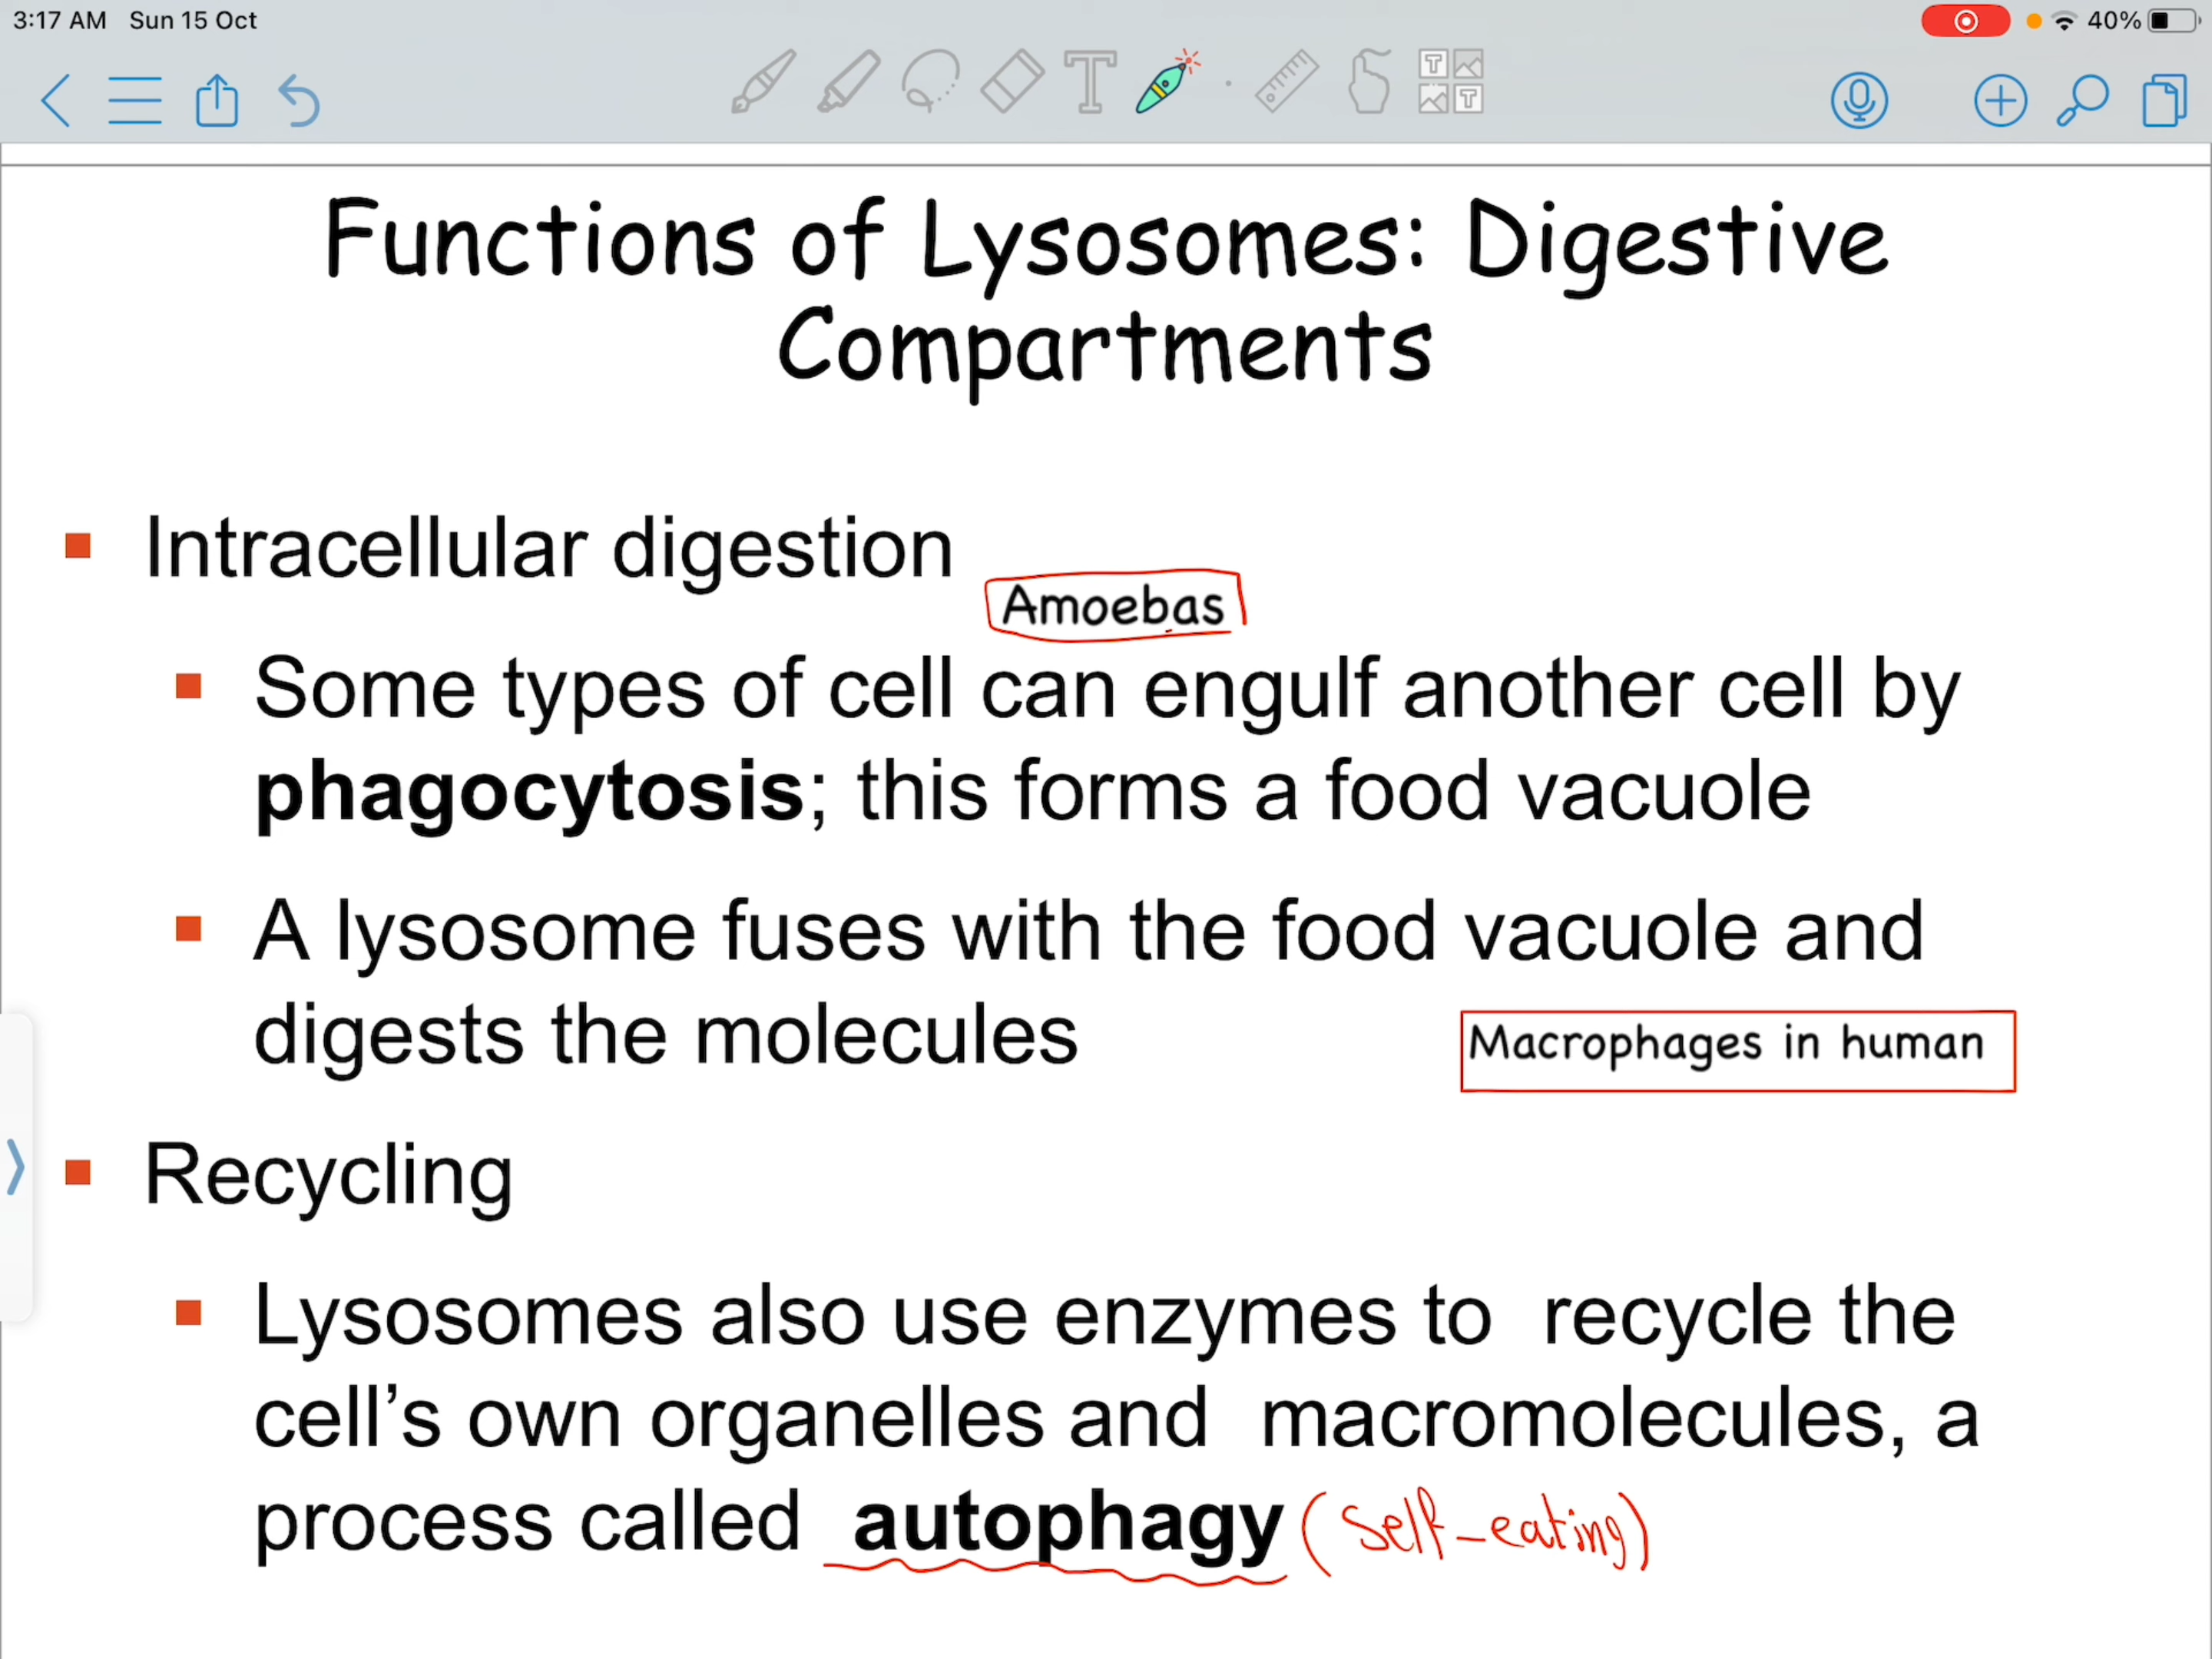 3:17 AM Sun 15 Oct
40%
Functions of Lysosomes: Digestive
Compartments
Intracellular digestion
Amoebas
Some types of cell can engulf another cell by
phagocytosis; this forms a food vacuole
A lysosome fuses with the food vacuole and
digests the molecules
Macrophages in human
Recycling
Lysosomes also use enzymes to recycle the
cell’s own organelles and macromolecules, a
process called autophagy (self-eating)